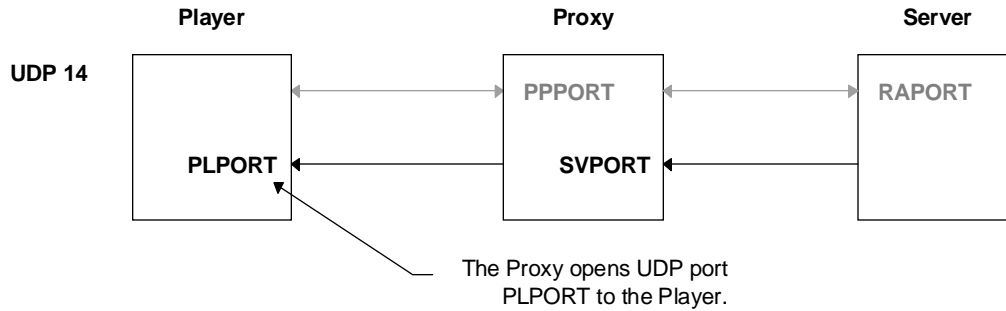 Player Proxy Server
UDP 14
PPPORT RAPORT
PLPORT SVPORT
The Proxy opens UDP port
PLPORT to the Player.